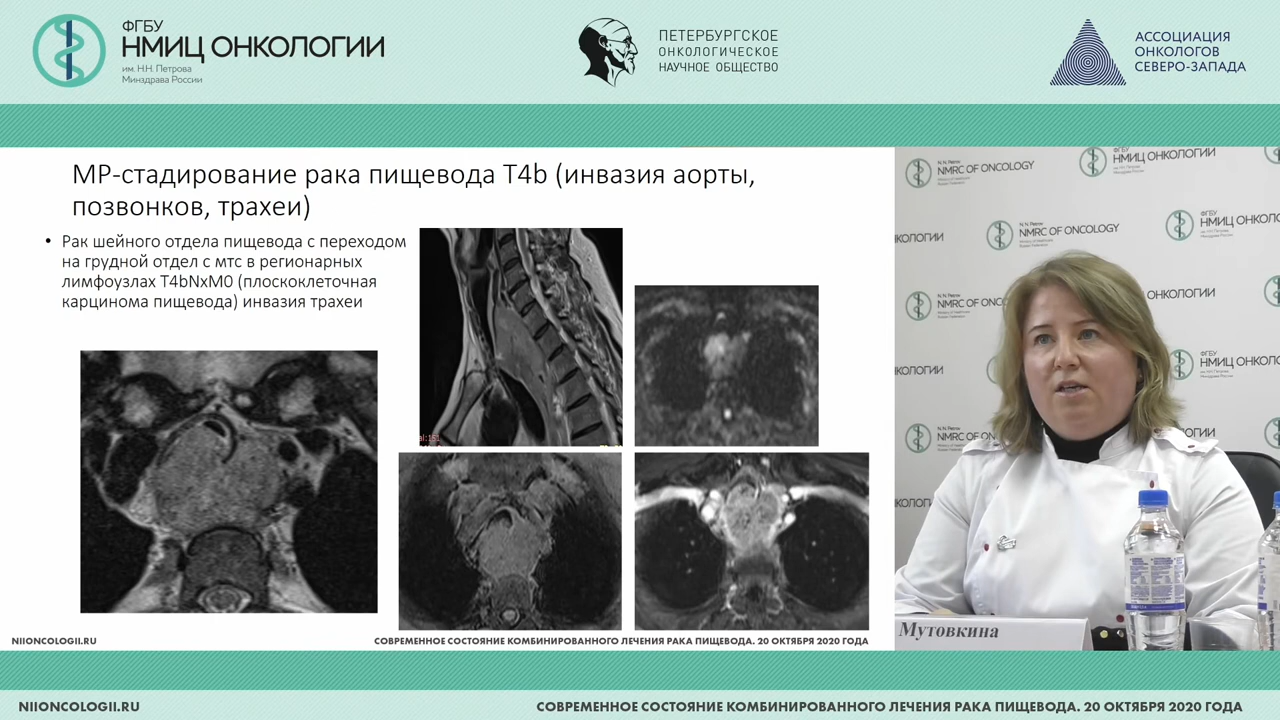 ФГБУ
НМИЦ ОНКОЛОГИИ
им. Н.Н. Петрова
Минздрава России
ПЕТЕРБУРГСКОЕ
ОНКОЛОГИЧЕСКОЕ
НАУЧНОЕ ОБЩЕСТВО
АССОЦИАЦИЯ
ОНКОЛОГОВ
СЕВЕРО-ЗАПАДА
МР-стадирование рака пищевода T4b (инвазия аорты,
позвонков, трахеи)
• Рак шейного отдела пищевода с переходом
на грудной отдел с мтс в регионарных
лимфоузлах T4bNxM0 (плоскоклеточная
карцинома пищевода) инвазия трахеи
NIIONCOLOGII.RU
СОВРЕМЕННОЕ СОСТОЯНИЕ КОМБИНИРОВАННОГО ЛЕЧЕНИЯ РАКА ПИЩЕВОДА. 20 ОКТЯБРЯ 2020 ГОДА
NMRC OF ONCOLOGY
ФГБУ
НМИЦ ОНКОЛОГИИ
NMRC OF ONCOLOGY
Мутовкина
NIIONCOLOGII.RU
СОВРЕМЕННОЕ СОСТОЯНИЕ КОМБИНИРОВАННОГО ЛЕЧЕНИЯ РАКА ПИЩЕВОДА. 20 ОКТЯБРЯ 2020 ГОДА